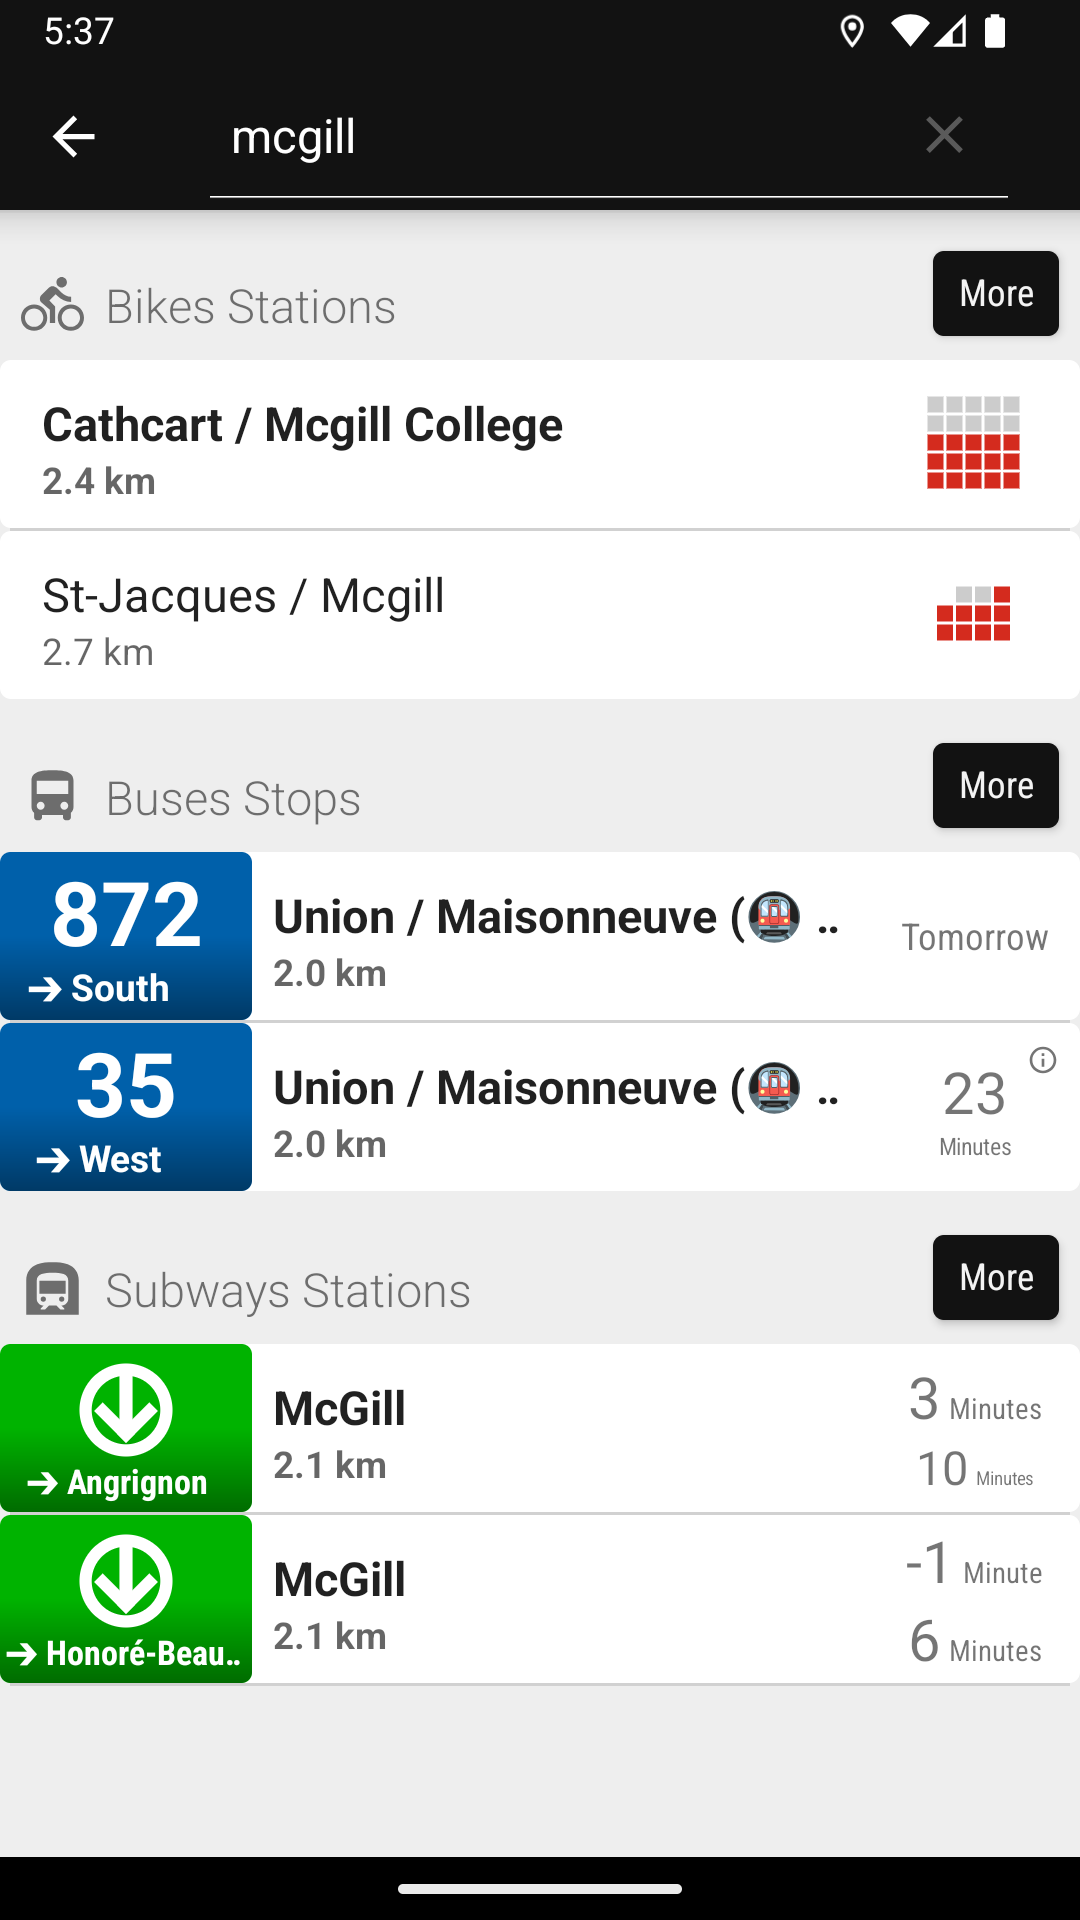 5:37
mcgill
Bikes Stations
More
Cathcart / Mcgill College
2.4 km
St-Jacques / Mcgill
2.7 km
Buses Stops
More
872
→ South
Union / Maisonneuve (🚇 ..
2.0 km
Tomorrow
35
→ West
Union / Maisonneuve (🚇 ..
2.0 km
23
Minutes
Subways Stations
More
→ Angrignon
McGill
2.1 km
3 Minutes
10 Minutes
→ Honoré-Beau..
McGill
2.1 km
-1 Minute
6 Minutes